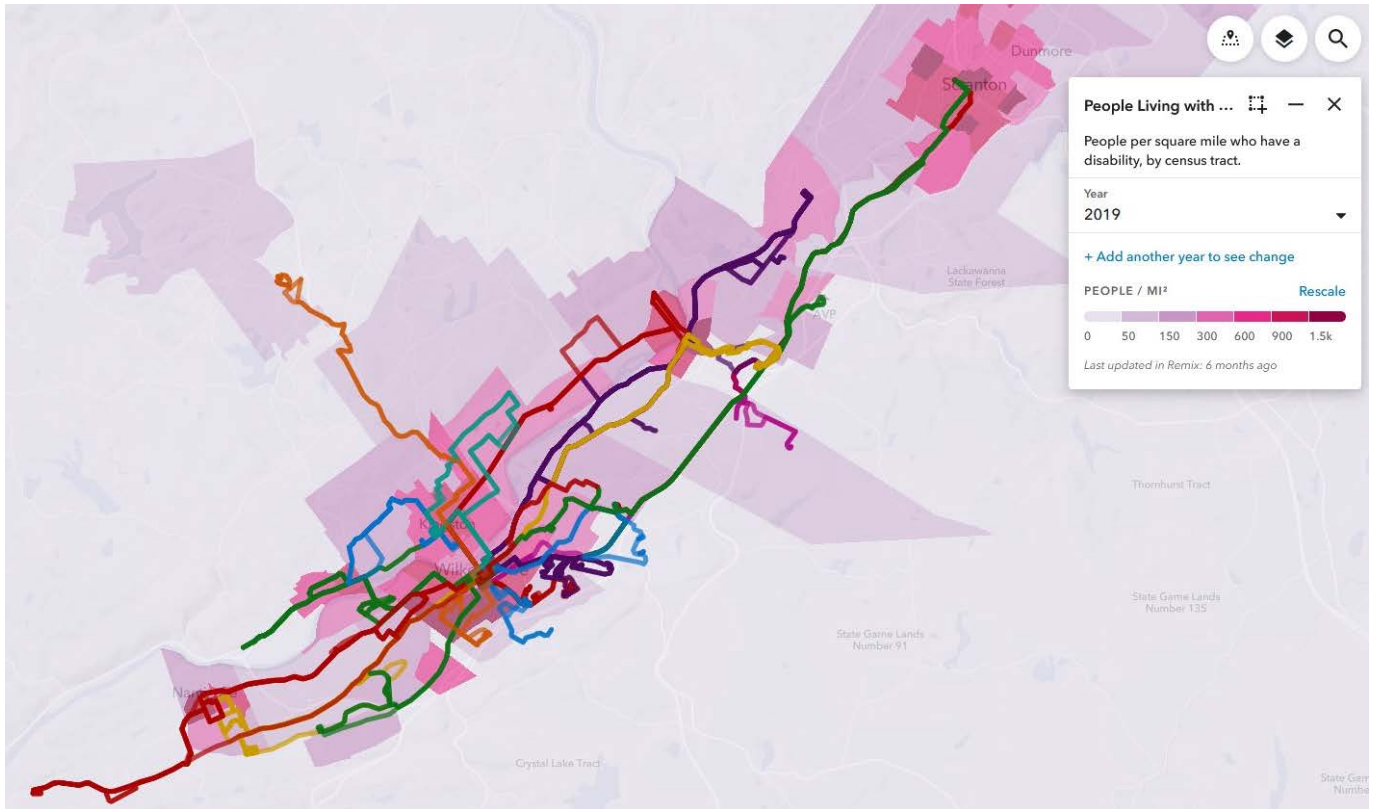 Dunmore
Scranton
People Living with ...
People per square mile who have a
disability, by census tract.
Year
2019
+ Add another year to see change
PEOPLE / MI²
Rescale
0 50 150 300 600 900 1.5k
Last updated in Remix: 6 months ago
Lackawanna
State Forest
AVP
Thornhurst Tract
State Game Lands
Number 135
State Game Lands
Number 91
Crystal Lake Tract